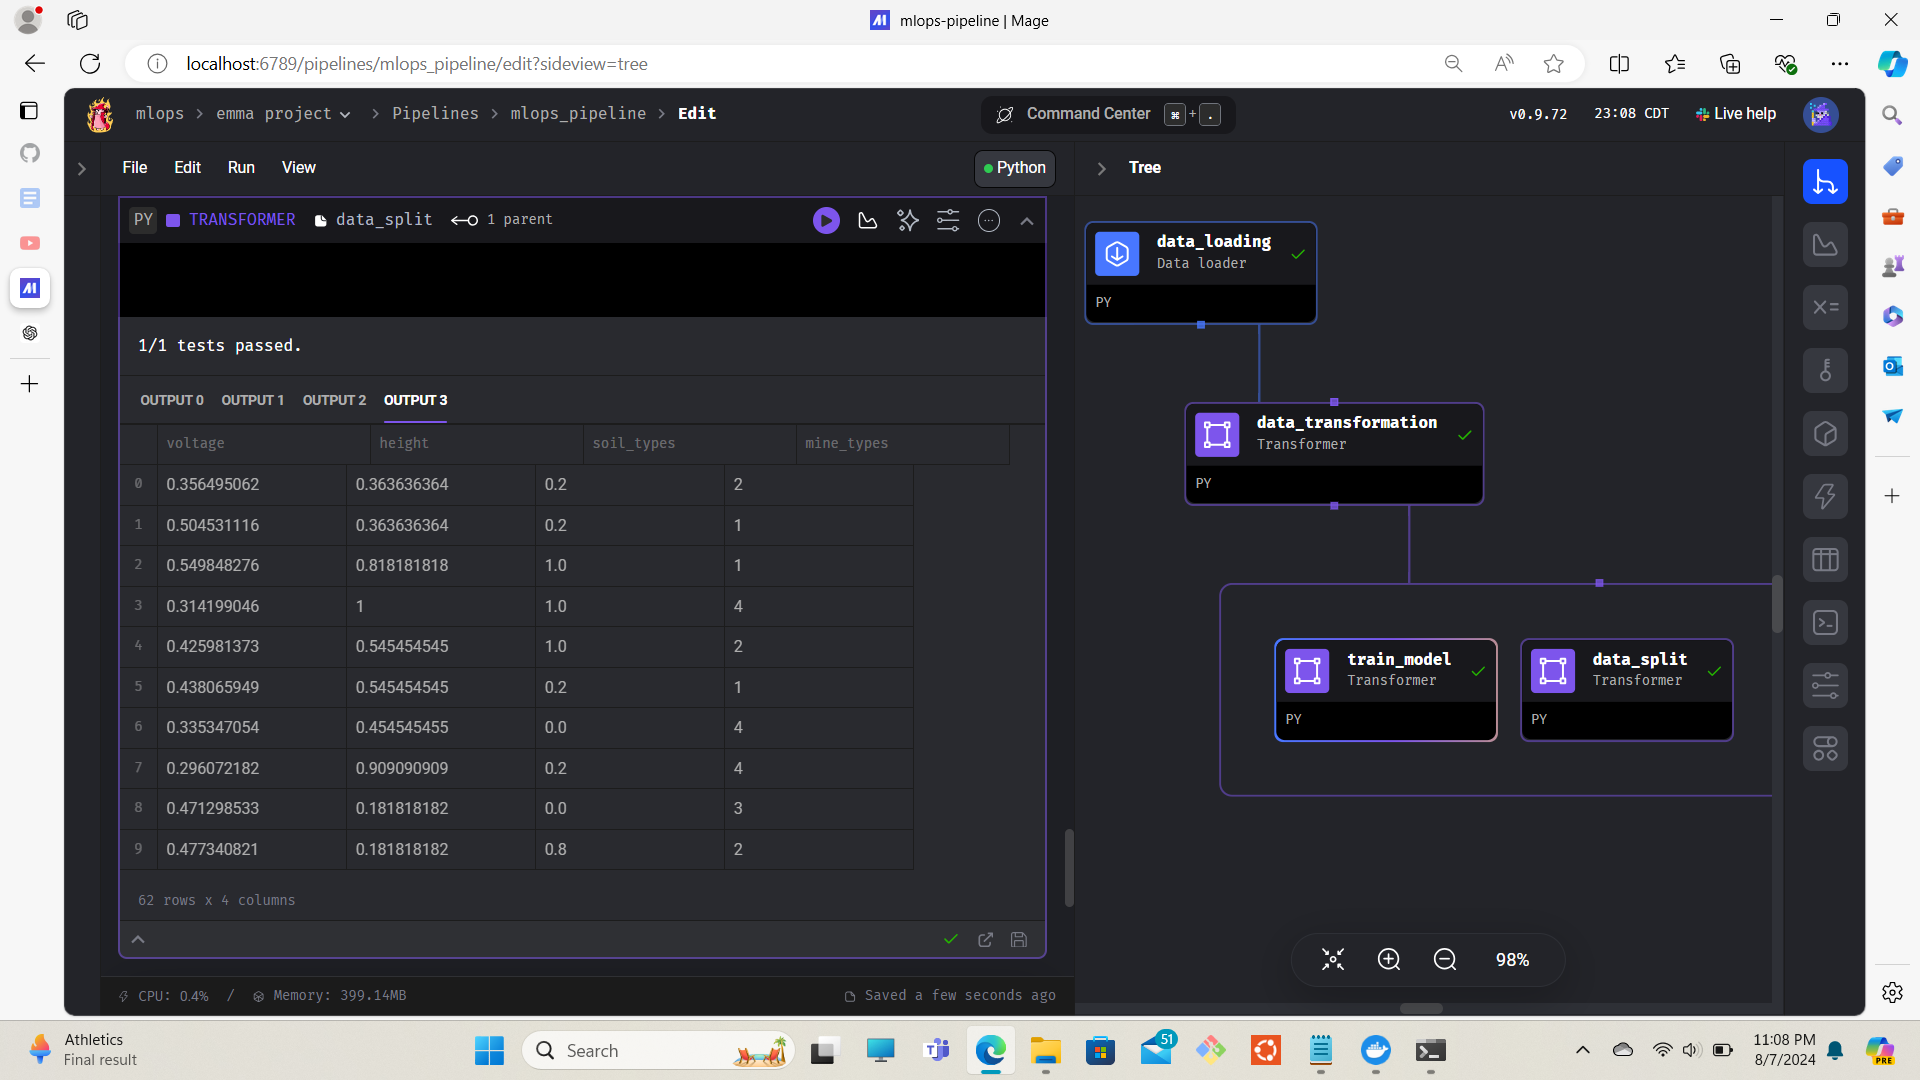 mlops-pipeline | Mage
localhost:6789/pipelines/mlops_pipeline/edit?sideview=tree
mlops > emma project > Pipelines > mlops_pipeline > Edit
Command Center ⌘ + .
v0.9.72 23:08 CDT Live help
File Edit Run View
Python
Tree
PY TRANSFORMER data_split 1 parent
1/1 tests passed.
OUTPUT 0 OUTPUT 1 OUTPUT 2 OUTPUT 3
voltage height soil_types mine_types
0 0.356495062 0.363636364 0.2 2
1 0.504531116 0.363636364 0.2 1
2 0.549848276 0.818181818 1.0 1
3 0.314199046 1 1.0 4
4 0.425981373 0.545454545 1.0 2
5 0.438065949 0.545454545 0.2 1
6 0.335347054 0.454545455 0.0 4
7 0.296072182 0.909090909 0.2 4
8 0.471298533 0.181818182 0.0 3
9 0.477340821 0.181818182 0.8 2
62 rows x 4 columns
CPU: 0.4% / Memory: 399.14MB
Saved a few seconds ago
data_loading
Data loader
PY
data_transformation
Transformer
PY
train_model
Transformer
PY
data_split
Transformer
PY
98%
Athletics
Final result
Search
51
11:08 PM
8/7/2024
PRE